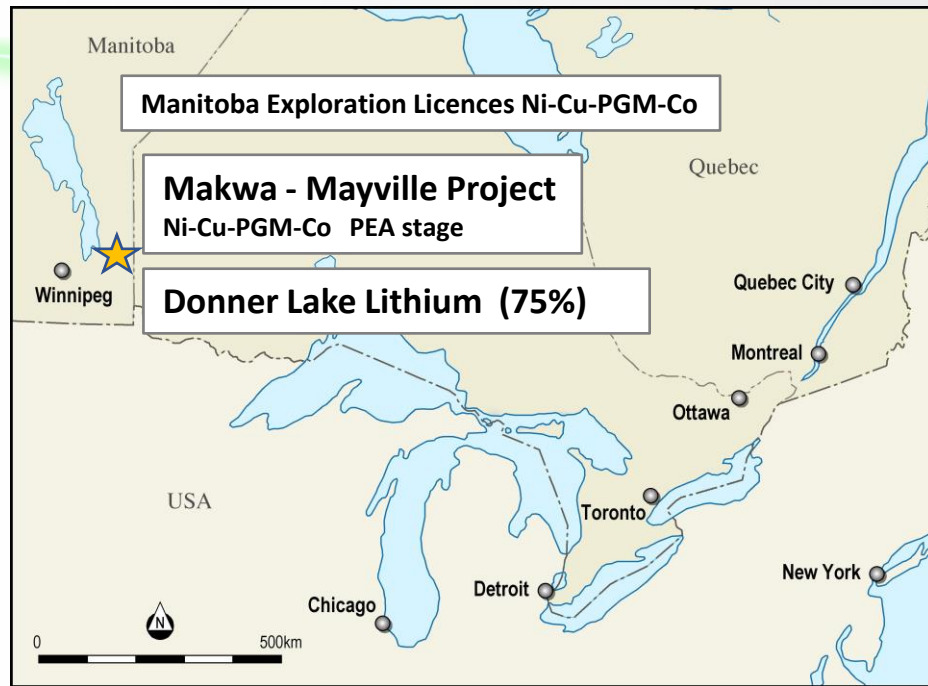 Manitoba
Manitoba Exploration Licences Ni-Cu-PGM-Co
Makwa - Mayville Project
Ni-Cu-PGM-Co PEA stage
Quebec
Donner Lake Lithium (75%)
Winnipeg
Quebec City
Montreal
Ottawa
USA
Toronto
New York
Detroit
Chicago
N
0
500km